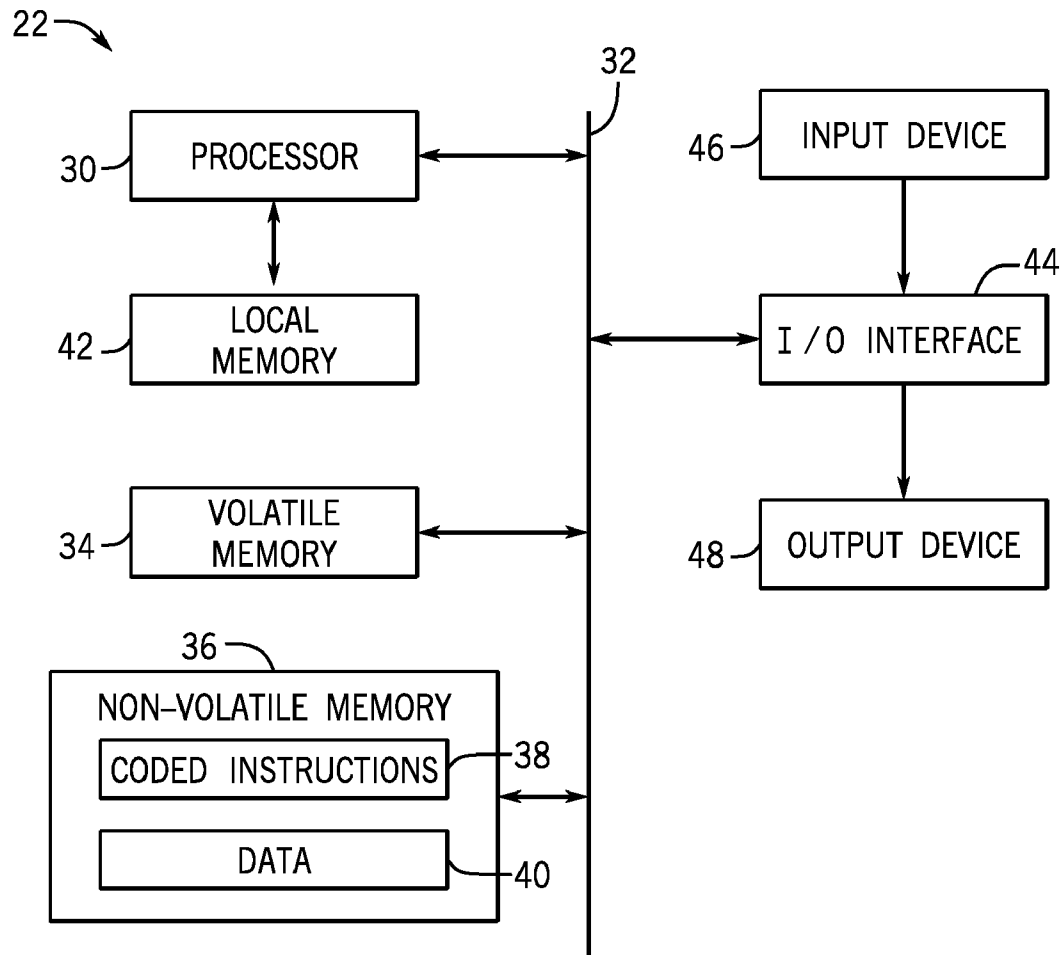 22
32
PROCESSOR
30
INPUT DEVICE
46
44
LOCAL
MEMORY
42
I/O INTERFACE
VOLATILE
MEMORY
34
OUTPUT DEVICE
48
36
NON-VOLATILE MEMORY
CODED INSTRUCTIONS
38
DATA
40